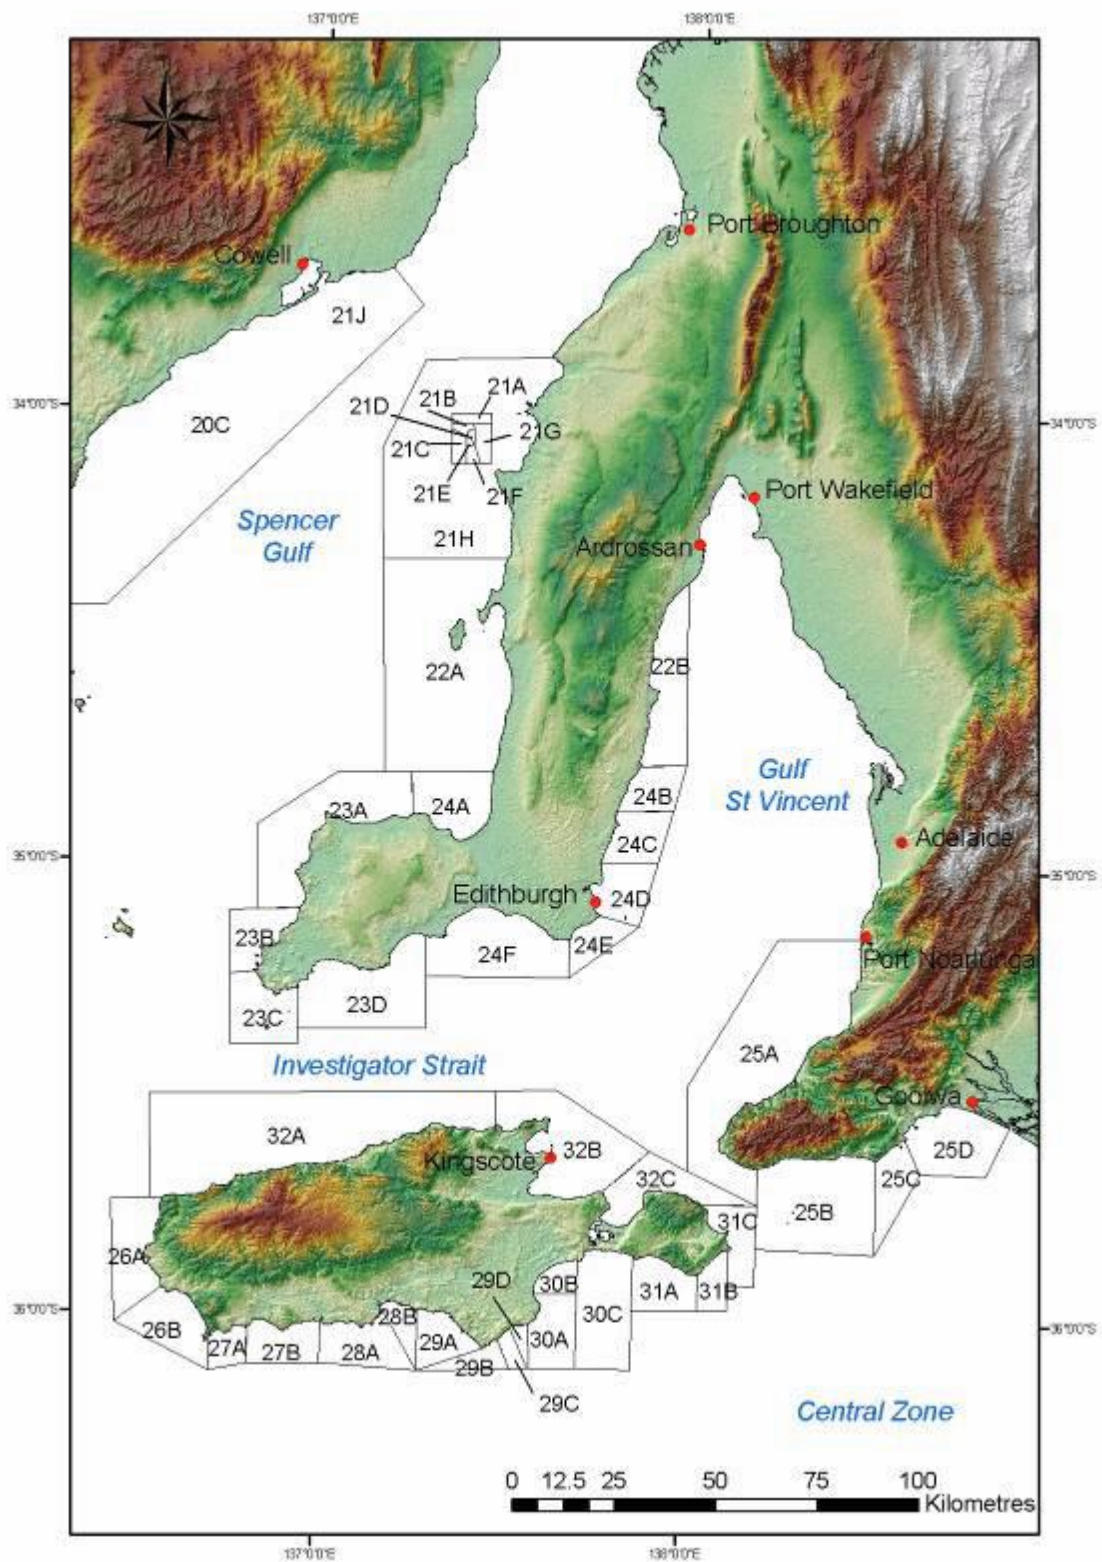 137°0'0"E
138°0'0"E
Port Broughton
Cowell
21J
21A
21B
21D
34°0'0"S
20C
21G
34°0'0"S
21C
21E
21F
Port Wakefield
Spencer
Gulf
21H
Ardrossan
22A
22B
Gulf
St Vincent
24B
23A
24A
24C
Adelaide
35°0'0"S
35°0'0"S
Edithburgh
24D
23B
24E
24F
Port Noarlunga
23D
23C
25A
Investigator Strait
Goolwa
32A
32B
25D
Kingscote
32C
25C
25B
31C
26A
29D
30B
31A
31B
30C
36°0'0"S
28B
26B
27A
27B
28A
29A
30A
36°0'0"S
29B
29C
Central Zone
0 12.5 25 50 75 100
Kilometres
137°0'0"E
138°0'0"E